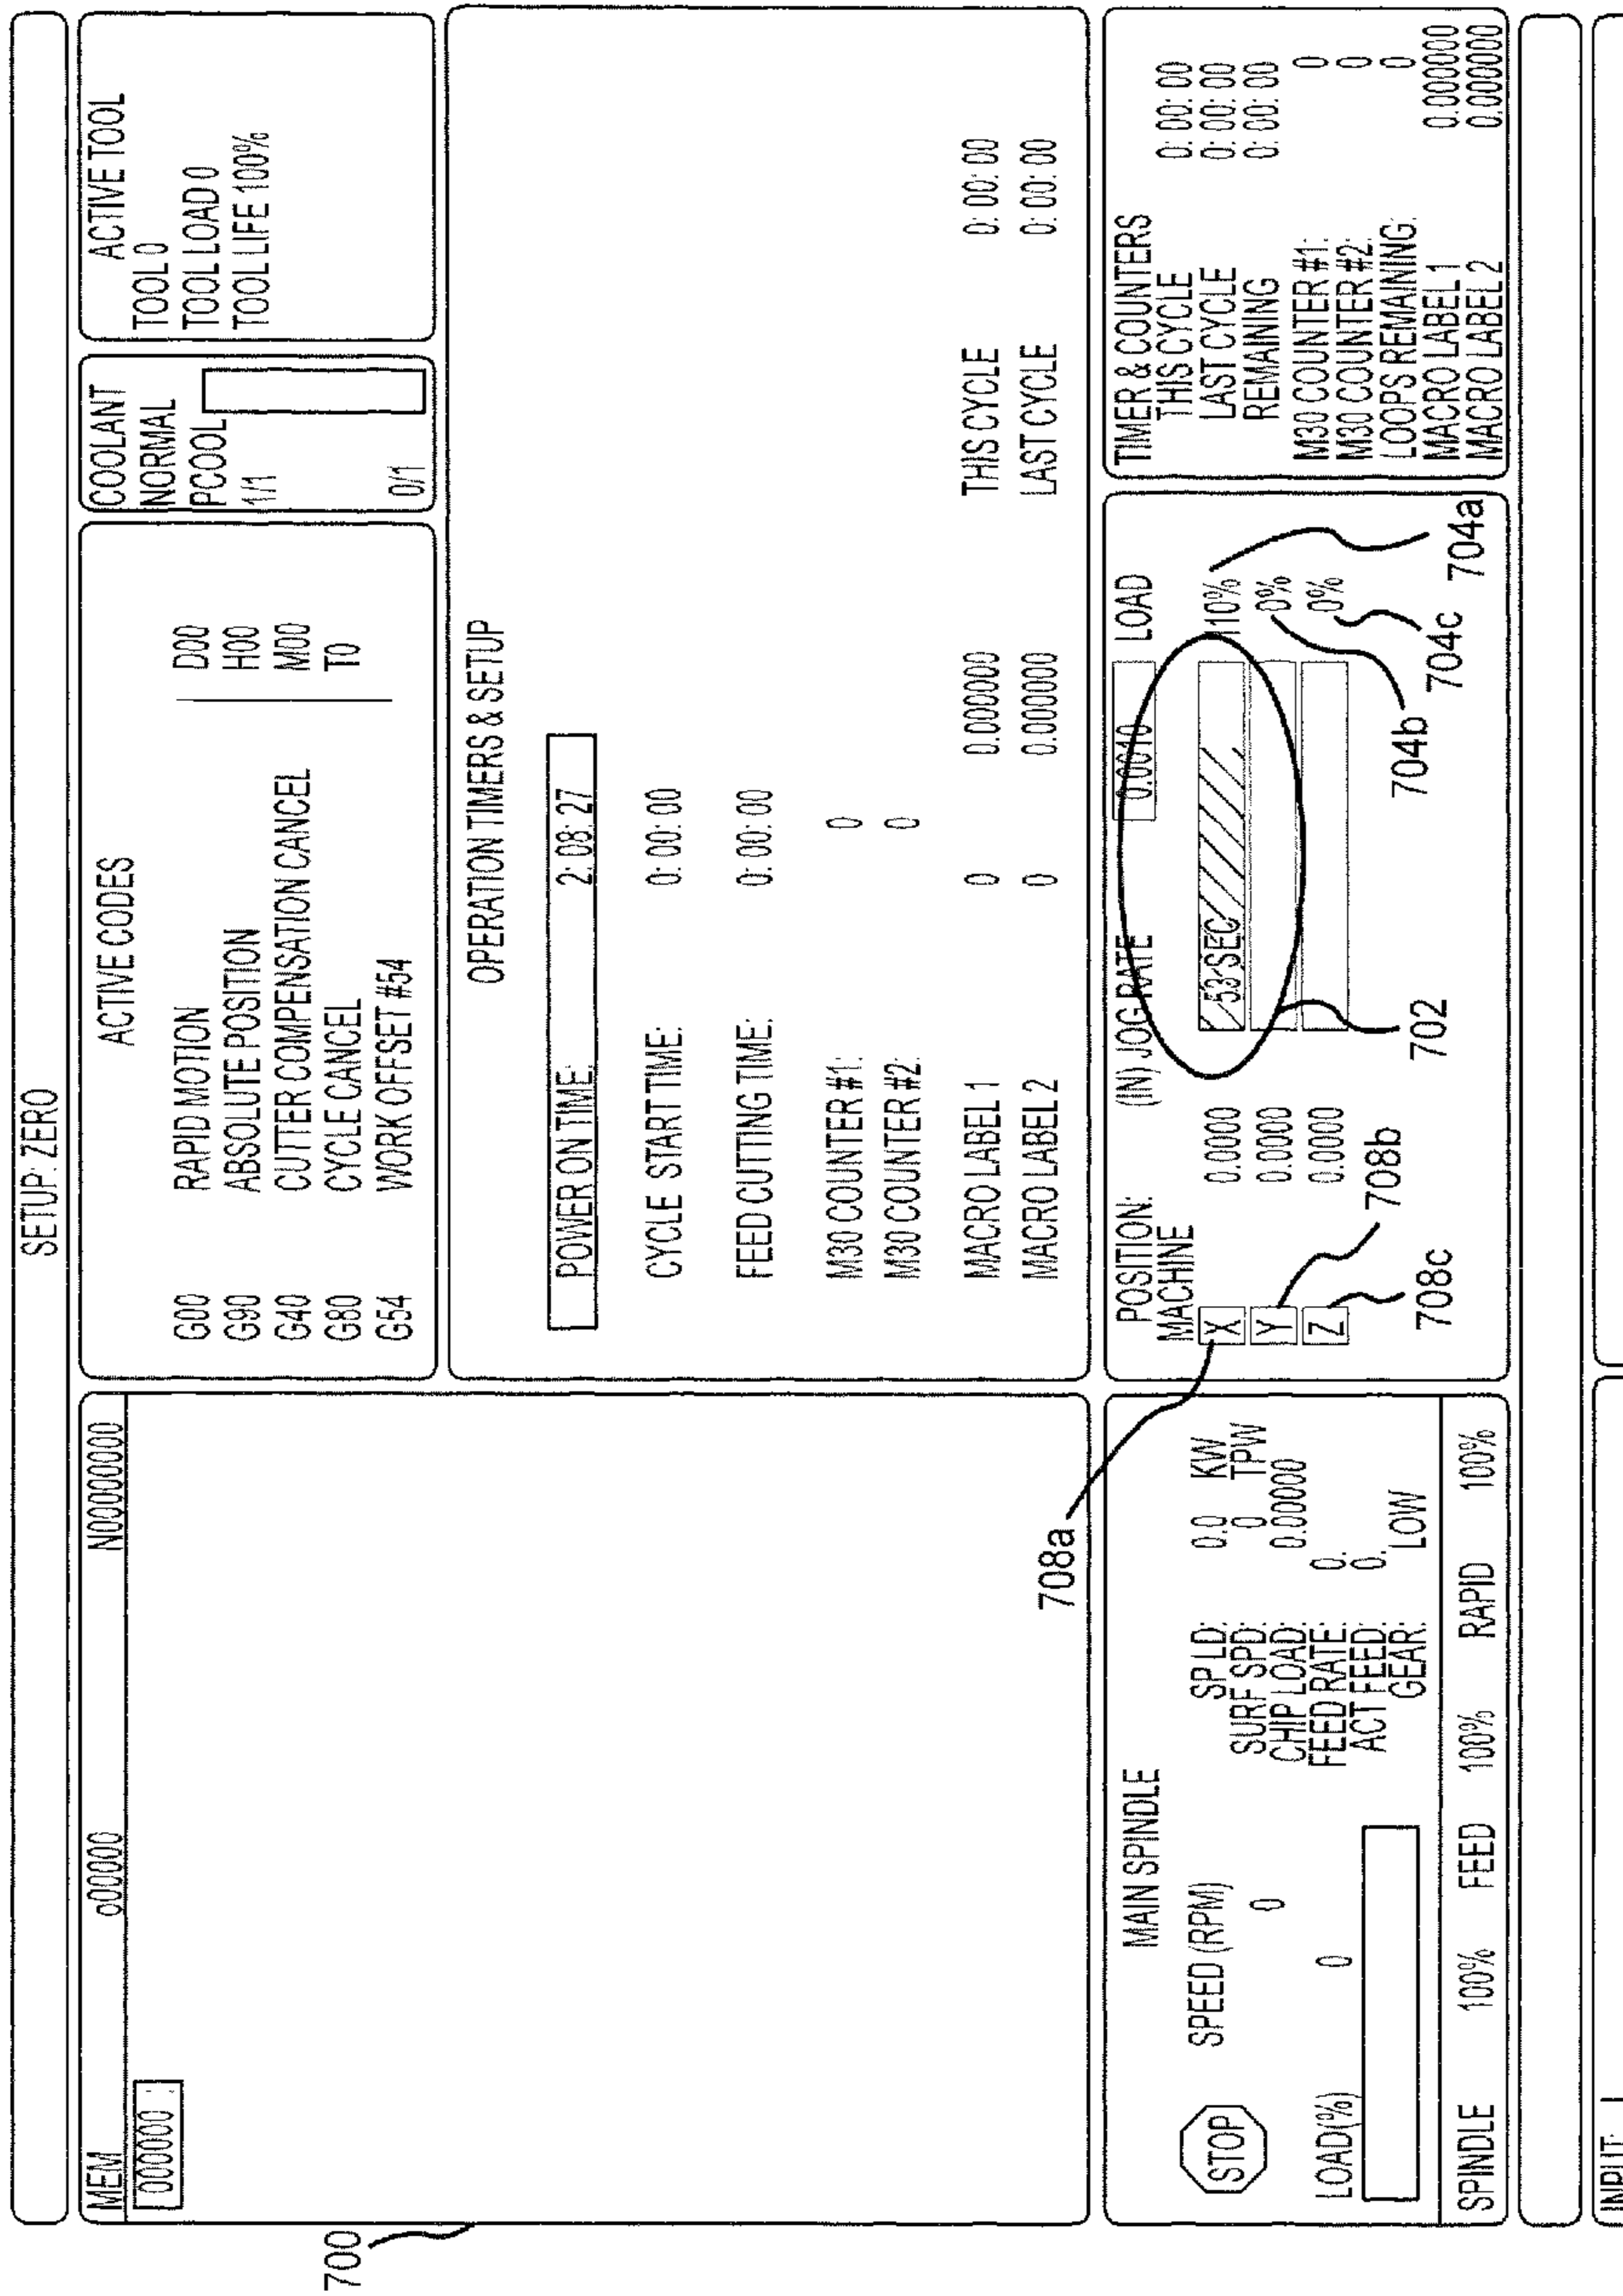 SETUP: ZERO
MEM o00000 N00000000
000000 :
ACTIVE CODES
G00 RAPID MOTION D00
G90 ABSOLUTE POSITION H00
G40 CUTTER COMPENSATION CANCEL M00
G80 CYCLE CANCEL T0
G54 WORK OFFSET #54
COOLANT
NORMAL
PCOOL
1/1
0/1
ACTIVE TOOL
TOOL 0
TOOL LOAD 0
TOOL LIFE 100%
OPERATION TIMERS & SETUP
POWER ON TIME: 2: 08: 27
CYCLE START TIME: 0: 00: 00
FEED CUTTING TIME: 0: 00: 00
M30 COUNTER #1: 0
M30 COUNTER #2: 0
MACRO LABEL 1 0 0.000000 THIS CYCLE 0: 00: 00
MACRO LABEL 2 0 0.000000 LAST CYCLE 0: 00: 00
700
708a
MAIN SPINDLE
STOP
SPEED (RPM)
0
LOAD(%) 0
SP LD: 0.0 KW
SURF SPD: 0 TPW
CHIP LOAD: 0.00000
FEED RATE: 0.
ACT FEED: 0.
GEAR: LOW
SPINDLE 100% FEED 100% RAPID 100%
POSITION: (IN) JOG RATE 0.0010 LOAD
MACHINE
X 0.0000 53 SEC 110%
Y 0.0000 0%
Z 0.0000 0%
708b
708c
702
704b
704c
704a
TIMER & COUNTERS
THIS CYCLE 0: 00: 00
LAST CYCLE 0: 00: 00
REMAINING 0: 00: 00
M30 COUNTER #1: 0
M30 COUNTER #2: 0
LOOPS REMAINING: 0
MACRO LABEL 1 0.000000
MACRO LABEL 2 0.000000
INPUT: